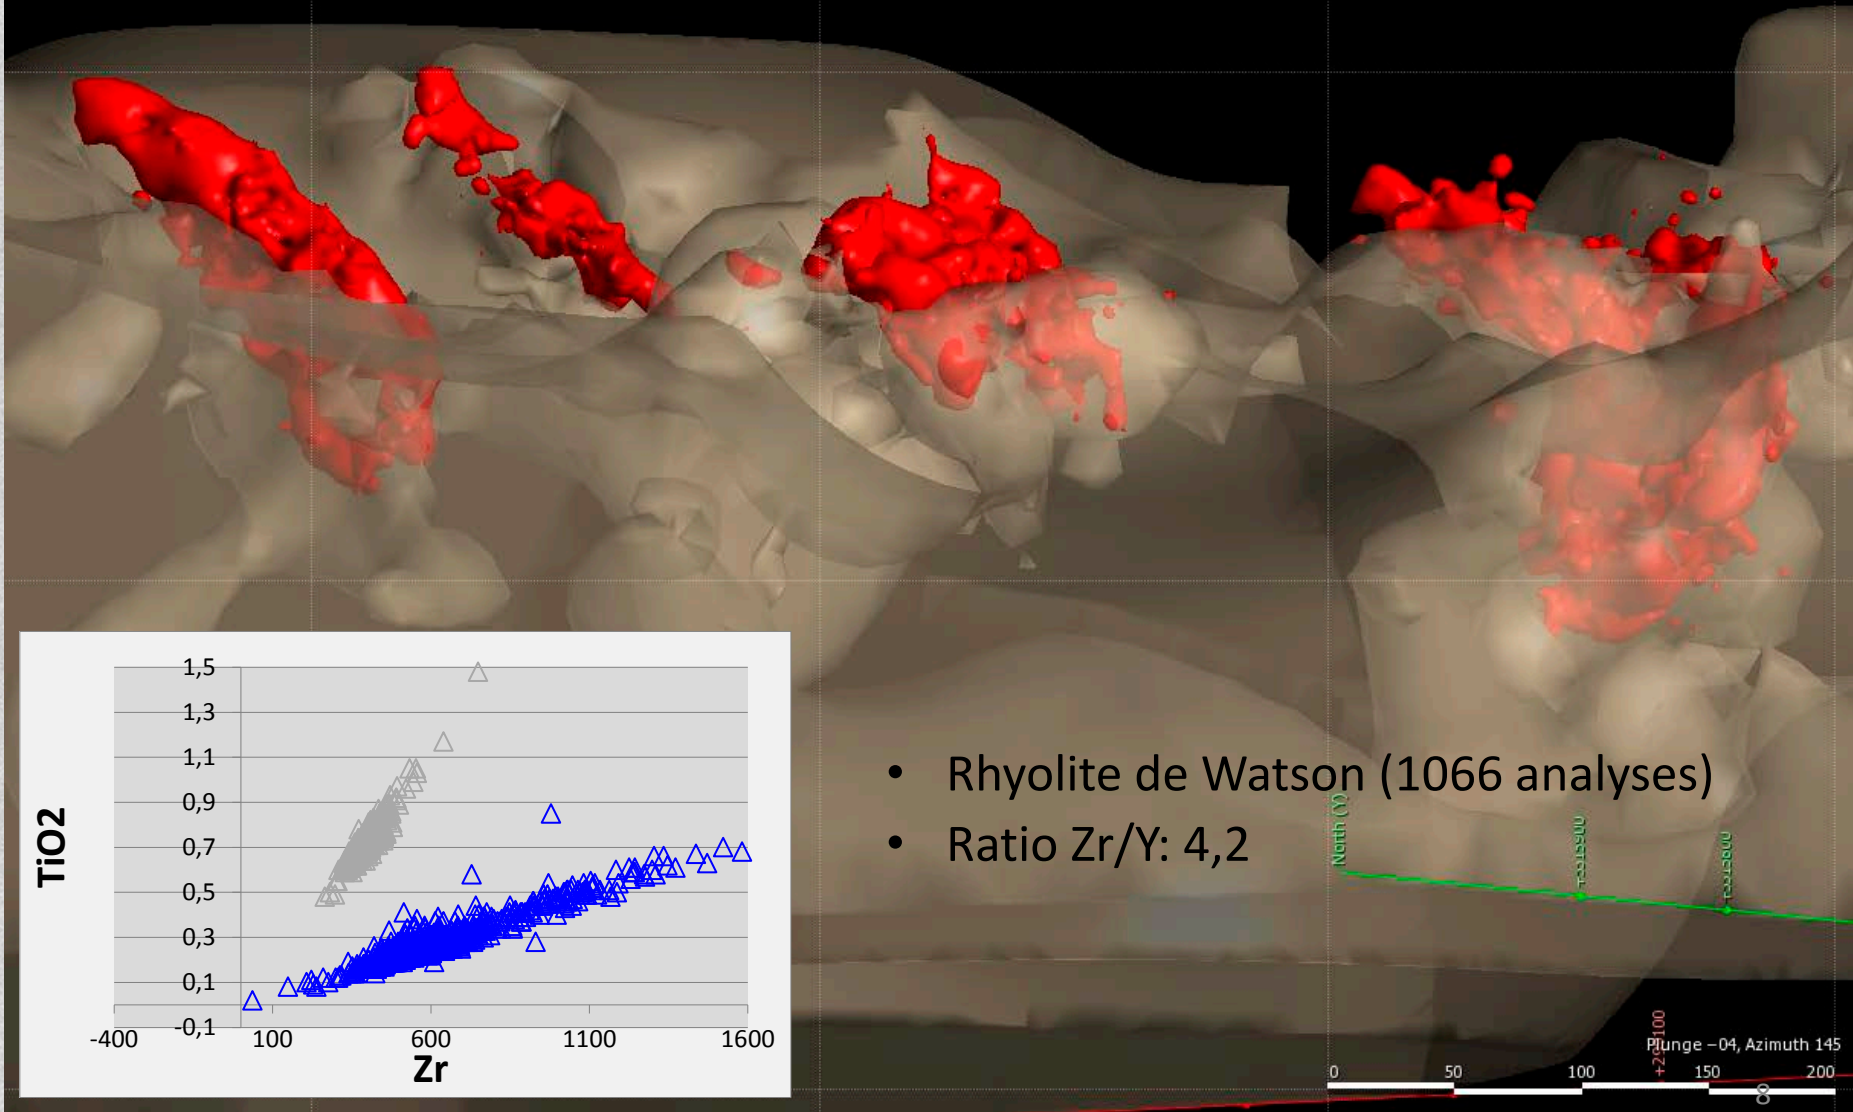 1,5
1,3
1,1
0,9
0,7
0,5
0,3
0,1
-0,1
TiO2
-400 100 600 1100 1600
Zr
• Rhyolite de Watson (1066 analyses)
• Ratio Zr/Y: 4,2
North (Y)
Plunge −04, Azimuth 145
0 50 100 150 200